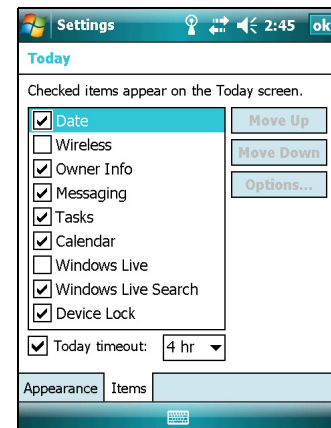 Settings 2:45 ok
Today
Checked items appear on the Today screen.
Date
Wireless
Owner Info
Messaging
Tasks
Calendar
Windows Live
Windows Live Search
Device Lock
Move Up
Move Down
Options...
Today timeout: 4 hr
Appearance Items